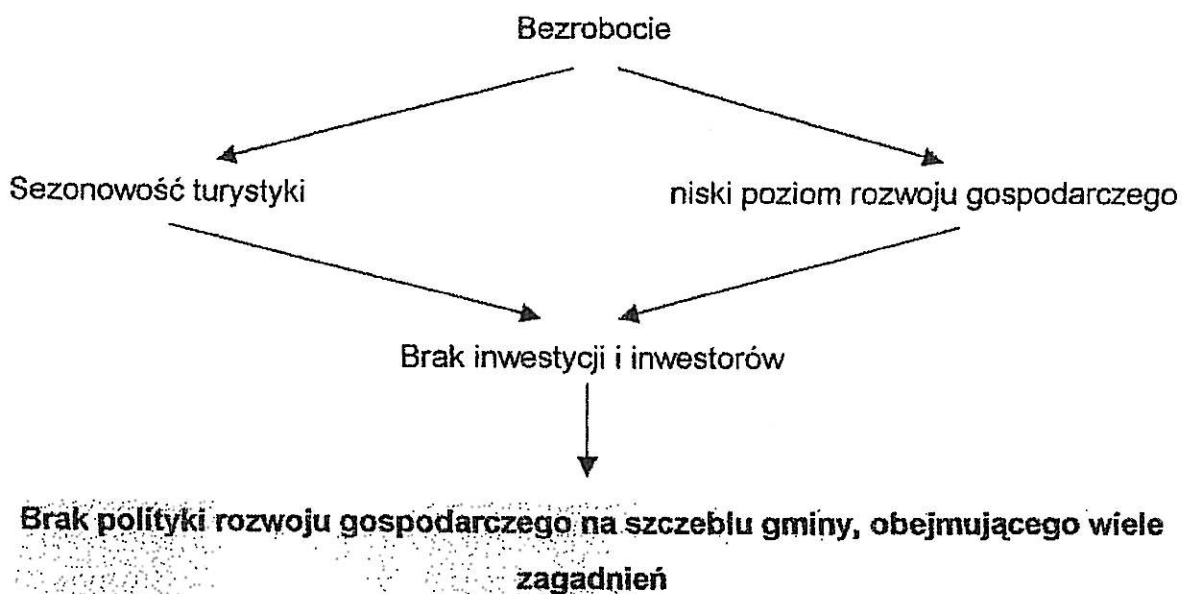 Bezrobocie
Sezonowość turystyki
niski poziom rozwoju gospodarczego
Brak inwestycji i inwestorów
Brak polityki rozwoju gospodarczego na szczeblu gminy, obejmującego wiele
zagadnień